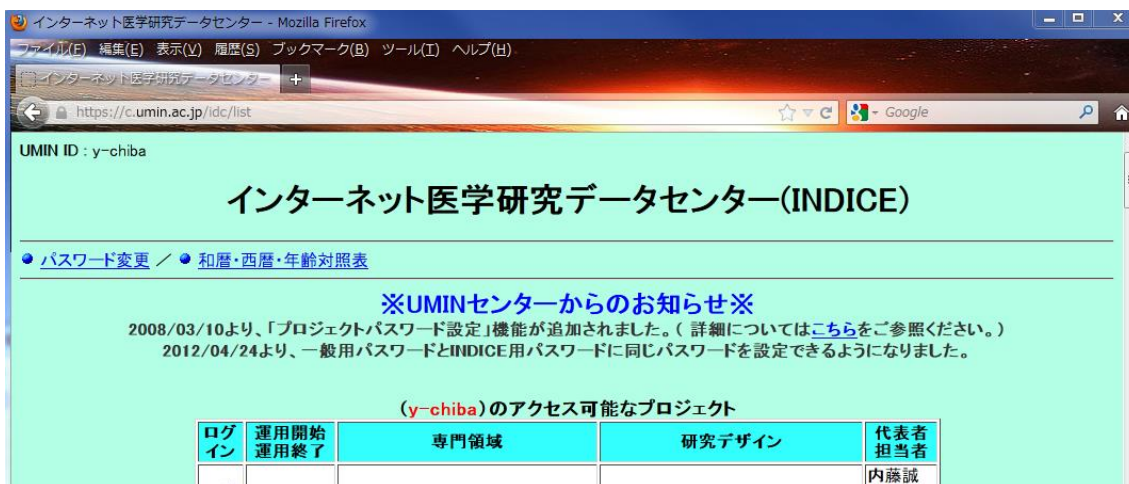 インターネット医学研究データセンター - Mozilla Firefox
ファイル(F) 編集(E) 表示(V) 履歴(S) ブックマーク(B) ツール(T) ヘルプ(H)
インターネット医学研究データセンター +
https://c.umin.ac.jp/idc/list Google
UMIN ID : y-chiba
インターネット医学研究データセンター(INDICE)
パスワード変更 / 和暦・西暦・年齢対照表
※UMINセンターからのお知らせ※
2008/03/10より、「プロジェクトパスワード設定」機能が追加されました。( 詳細についてはこちらをご参照ください。)
2012/04/24より、一般用パスワードとINDICE用パスワードに同じパスワードを設定できるようになりました。
(y-chiba)のアクセス可能なプロジェクト
ログイン 運用開始 運用終了 専門領域 研究デザイン 代表者 担当者
内藤誠